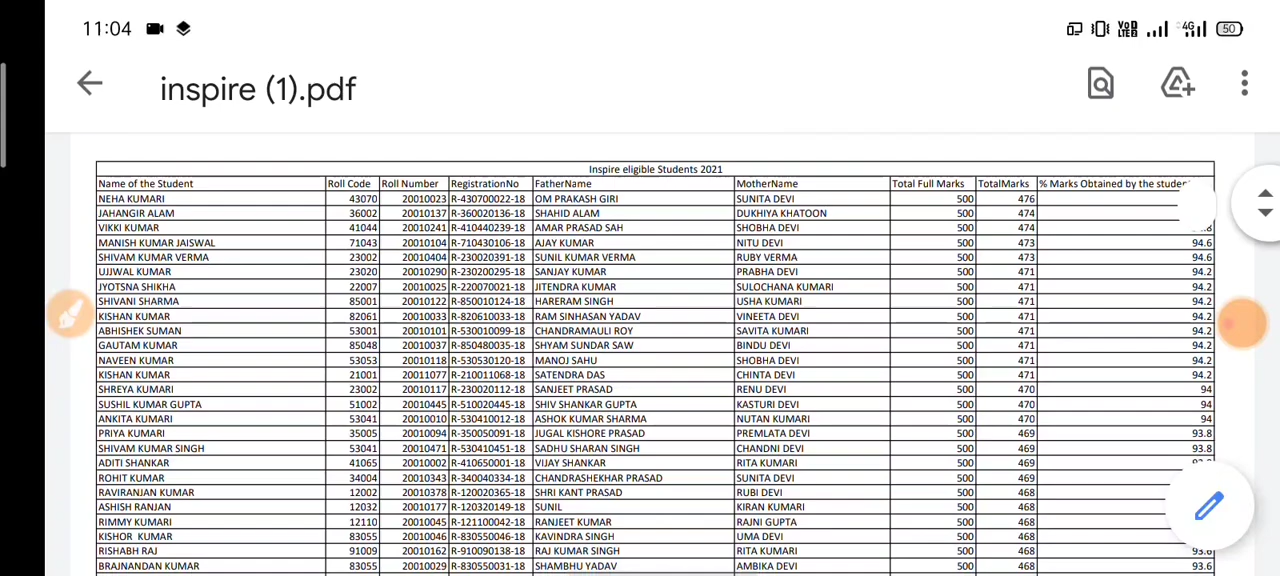 11:04 VoD LTE2 4G 50
inspire (1).pdf
Inspire eligible Students 2021
Name of the Student Roll Code Roll Number RegistrationNo FatherName MotherName Total Full Marks TotalMarks % Marks Obtained by the studen
NEHA KUMARI 43070 20010023 R-430700022-18 OM PRAKASH GIRI SUNITA DEVI 500 476
JAHANGIR ALAM 36002 20010137 R-360020136-18 SHAHID ALAM DUKHIYA KHATOON 500 474
VIKKI KUMAR 41044 20010241 R-410440239-18 AMAR PRASAD SAH SHOBHA DEVI 500 474
MANISH KUMAR JAISWAL 71043 20010104 R-710430106-18 AJAY KUMAR NITU DEVI 500 473 94.6
SHIVAM KUMAR VERMA 23002 20010404 R-230020391-18 SUNIL KUMAR VERMA RUBY VERMA 500 473 94.6
UJJWAL KUMAR 23020 20010290 R-230200295-18 SANJAY KUMAR PRABHA DEVI 500 471 94.2
JYOTSNA SHIKHA 22007 20010025 R-220070021-18 JITENDRA KUMAR SULOCHANA KUMARI 500 471 94.2
SHIVANI SHARMA 85001 20010122 R-850010124-18 HARERAM SINGH USHA KUMARI 500 471 94.2
KISHAN KUMAR 82061 20010033 R-820610033-18 RAM SINHASAN YADAV VINEETA DEVI 500 471 94.2
ABHISHEK SUMAN 53001 20010101 R-530010099-18 CHANDRAMAULI ROY SAVITA KUMARI 500 471 94.2
GAUTAM KUMAR 85048 20010037 R-850480035-18 SHYAM SUNDAR SAW BINDU DEVI 500 471 94.2
NAVEEN KUMAR 53053 20010118 R-530530120-18 MANOJ SAHU SHOBHA DEVI 500 471 94.2
KISHAN KUMAR 21001 20011077 R-210011068-18 SATENDRA DAS CHINTA DEVI 500 471 94.2
SHREYA KUMARI 23002 20010117 R-230020112-18 SANJEET PRASAD RENU DEVI 500 470 94
SUSHIL KUMAR GUPTA 51002 20010445 R-510020445-18 SHIV SHANKAR GUPTA KASTURI DEVI 500 470 94
ANKITA KUMARI 53041 20010010 R-530410012-18 ASHOK KUMAR SHARMA NUTAN KUMARI 500 470 94
PRIYA KUMARI 35005 20010094 R-350050091-18 JUGAL KISHORE PRASAD PREMLATA DEVI 500 469 93.8
SHIVAM KUMAR SINGH 53041 20010471 R-530410451-18 SADHU SHARAN SINGH CHANDNI DEVI 500 469 93.8
ADITI SHANKAR 41065 20010002 R-410650001-18 VIJAY SHANKAR RITA KUMARI 500 469
ROHIT KUMAR 34004 20010343 R-340040334-18 CHANDRASHEKHAR PRASAD SUNITA DEVI 500 469
RAVIRANJAN KUMAR 12002 20010378 R-120020365-18 SHRI KANT PRASAD RUBI DEVI 500 468
ASHISH RANJAN 12032 20010177 R-120320149-18 SUNIL KIRAN KUMARI 500 468
RIMMY KUMARI 12110 20010045 R-121100042-18 RANJEET KUMAR RAJNI GUPTA 500 468
KISHOR KUMAR 83055 20010046 R-830550046-18 KAVINDRA SINGH UMA DEVI 500 468
RISHABH RAJ 91009 20010162 R-910090138-18 RAJ KUMAR SINGH RITA KUMARI 500 468 93.6
BRAJNANDAN KUMAR 83055 20010029 R-830550031-18 SHAMBHU YADAV AMBIKA DEVI 500 468 93.6